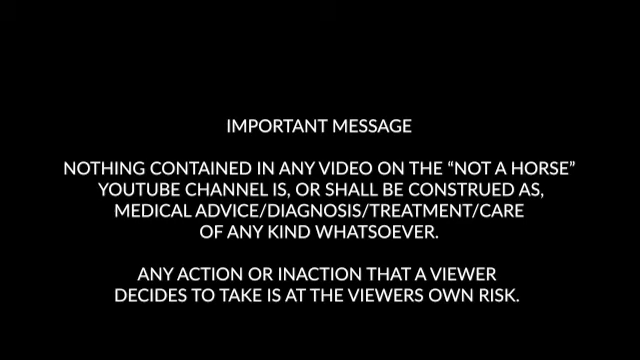 IMPORTANT MESSAGE
NOTHING CONTAINED IN ANY VIDEO ON THE “NOT A HORSE”
YOUTUBE CHANNEL IS, OR SHALL BE CONSTRUED AS,
MEDICAL ADVICE/DIAGNOSIS/TREATMENT/CARE
OF ANY KIND WHATSOEVER.
ANY ACTION OR INACTION THAT A VIEWER
DECIDES TO TAKE IS AT THE VIEWERS OWN RISK.